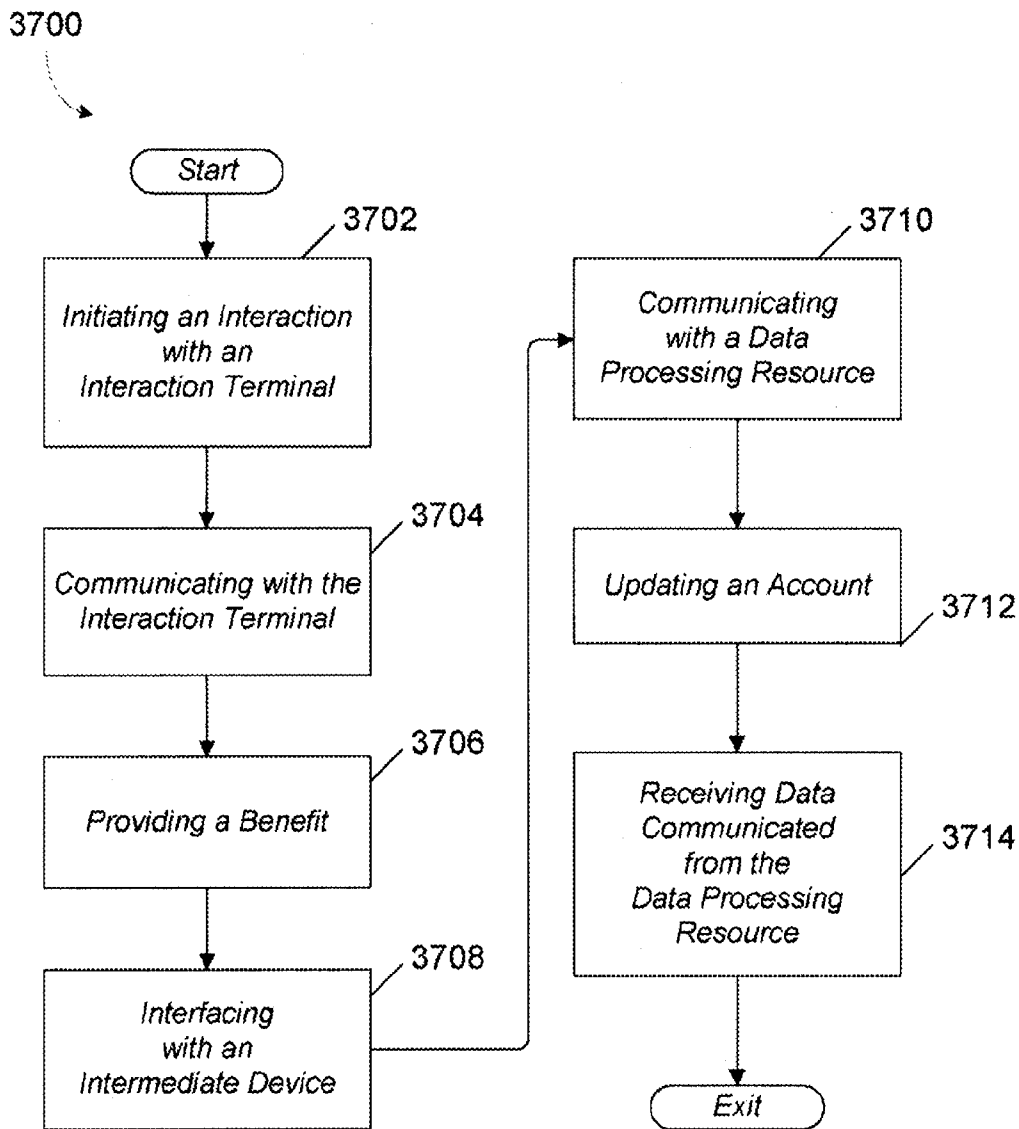 3700
Start
3702
Initiating an Interaction
with an
Interaction Terminal
3704
Communicating with the
Interaction Terminal
3706
Providing a Benefit
3708
Interfacing
with an
Intermediate Device
3710
Communicating
with a Data
Processing Resource
Updating an Account
3712
Receiving Data
Communicated
from the
Data Processing
Resource
3714
Exit